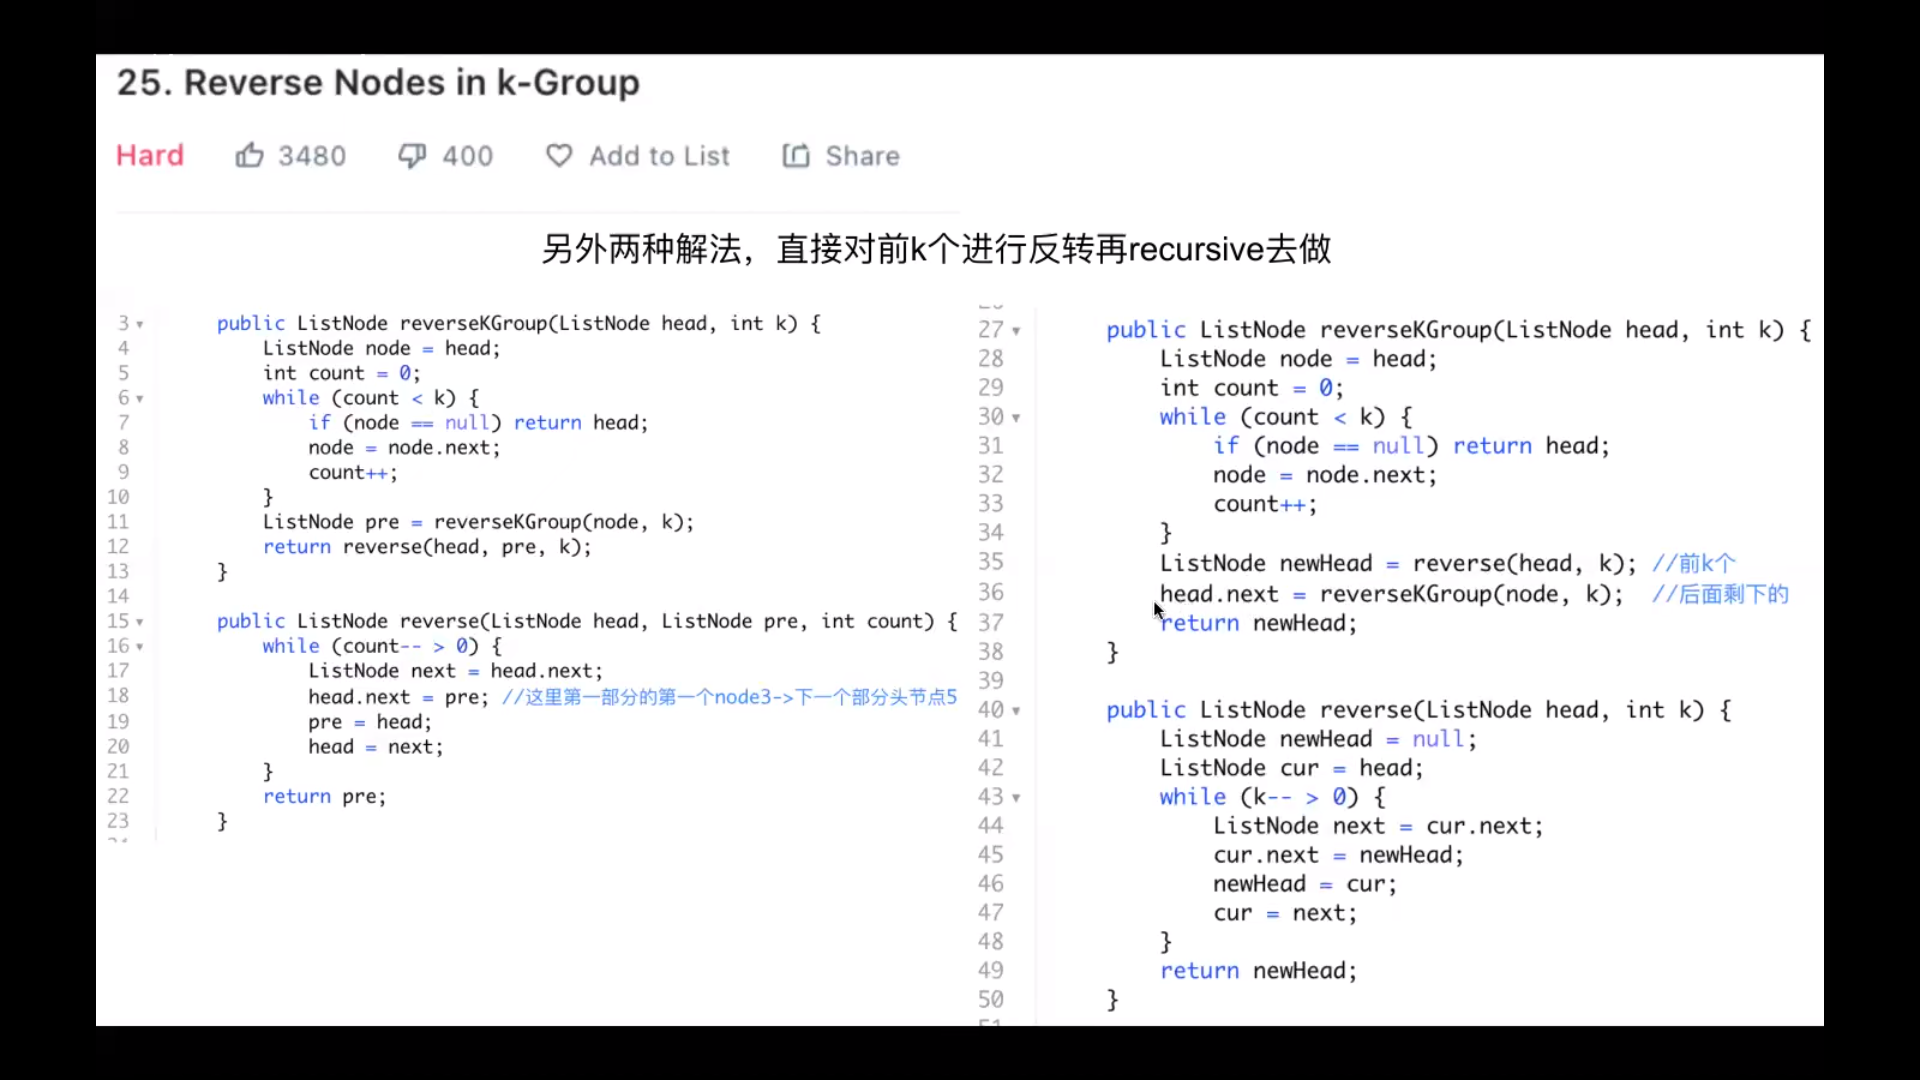 25. Reverse Nodes in k-Group
Hard 3480 400 Add to List Share
另外两种解法，直接对前k个进行反转再recursive去做
3 public ListNode reverseKGroup(ListNode head, int k) {
4 ListNode node = head;
5 int count = 0;
6 while (count < k) {
7 if (node == null) return head;
8 node = node.next;
9 count++;
10 }
11 ListNode pre = reverseKGroup(node, k);
12 return reverse(head, pre, k);
13 }
14
15 public ListNode reverse(ListNode head, ListNode pre, int count) {
16 while (count-- > 0) {
17 ListNode next = head.next;
18 head.next = pre; //这里第一部分的第一个node3->下一个部分头节点5
19 pre = head;
20 head = next;
21 }
22 return pre;
23 }
27 public ListNode reverseKGroup(ListNode head, int k) {
28 ListNode node = head;
29 int count = 0;
30 while (count < k) {
31 if (node == null) return head;
32 node = node.next;
33 count++;
34 }
35 ListNode newHead = reverse(head, k); //前k个
36 head.next = reverseKGroup(node, k); //后面剩下的
37 return newHead;
38 }
39
40 public ListNode reverse(ListNode head, int k) {
41 ListNode newHead = null;
42 ListNode cur = head;
43 while (k-- > 0) {
44 ListNode next = cur.next;
45 cur.next = newHead;
46 newHead = cur;
47 cur = next;
48 }
49 return newHead;
50 }